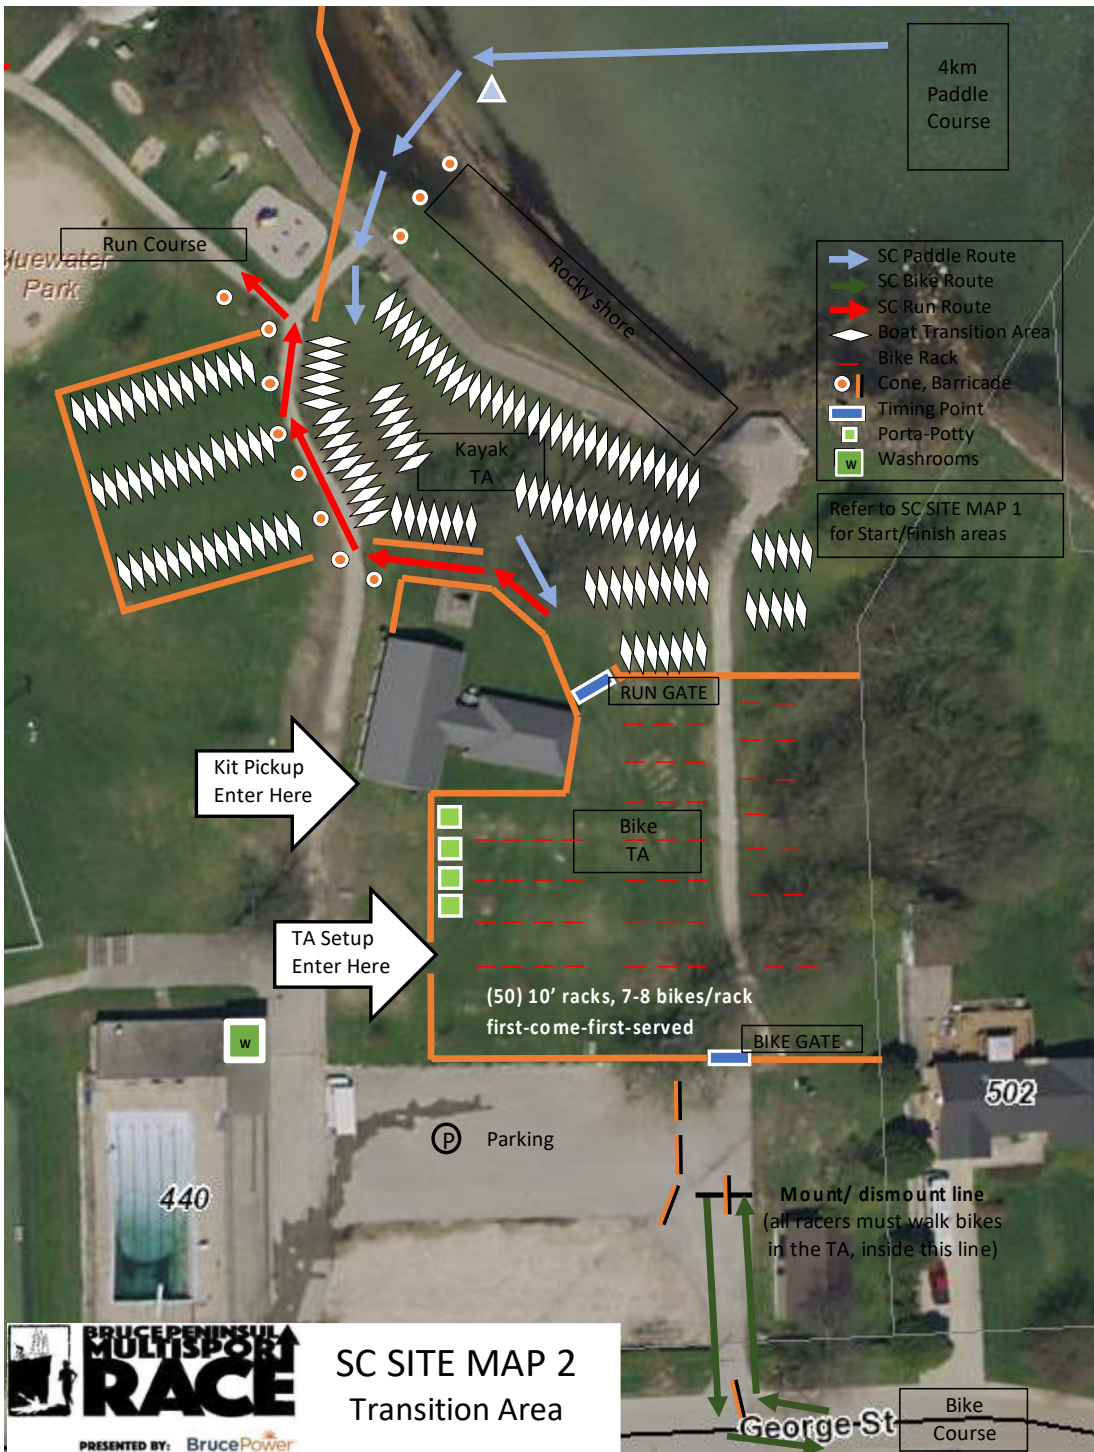 4km
Paddle
Course
Run Course
Bluewater
Park
Rocky shore
SC Paddle Route
SC Bike Route
SC Run Route
Boat Transition Area
Bike Rack
Cone, Barricade
Timing Point
Porta-Potty
W Washrooms
Refer to SC SITE MAP 1
for Start/Finish areas
Kayak
TA
RUN GATE
Kit Pickup
Enter Here
Bike
TA
TA Setup
Enter Here
(50) 10’ racks, 7-8 bikes/rack
first-come-first-served
W
BIKE GATE
502
P Parking
440
Mount/ dismount line
(all racers must walk bikes
in the TA, inside this line)
BRUCE PENINSULA
MULTISPORT
RACE
PRESENTED BY: BrucePower
SC SITE MAP 2
Transition Area
George St
Bike
Course